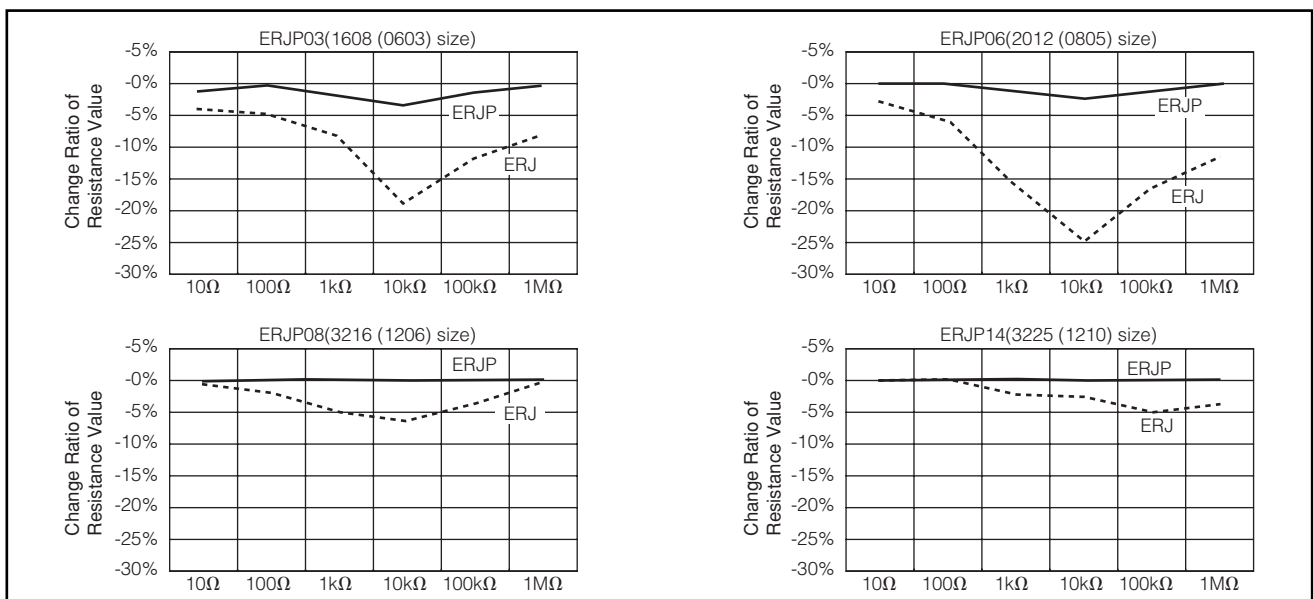 ERJP03(1608 (0603) size)
Change Ratio of
Resistance Value
-5%
-0%
-5%
-10%
-15%
-20%
-25%
-30%
ERJP
ERJ
10Ω 100Ω 1kΩ 10kΩ 100kΩ 1MΩ
ERJP06(2012 (0805) size)
Change Ratio of
Resistance Value
-5%
-0%
-5%
-10%
-15%
-20%
-25%
-30%
ERJP
ERJ
10Ω 100Ω 1kΩ 10kΩ 100kΩ 1MΩ
ERJP08(3216 (1206) size)
Change Ratio of
Resistance Value
-5%
-0%
-5%
-10%
-15%
-20%
-25%
-30%
ERJP
ERJ
10Ω 100Ω 1kΩ 10kΩ 100kΩ 1MΩ
ERJP14(3225 (1210) size)
Change Ratio of
Resistance Value
-5%
-0%
-5%
-10%
-15%
-20%
-25%
-30%
ERJP
ERJ
10Ω 100Ω 1kΩ 10kΩ 100kΩ 1MΩ